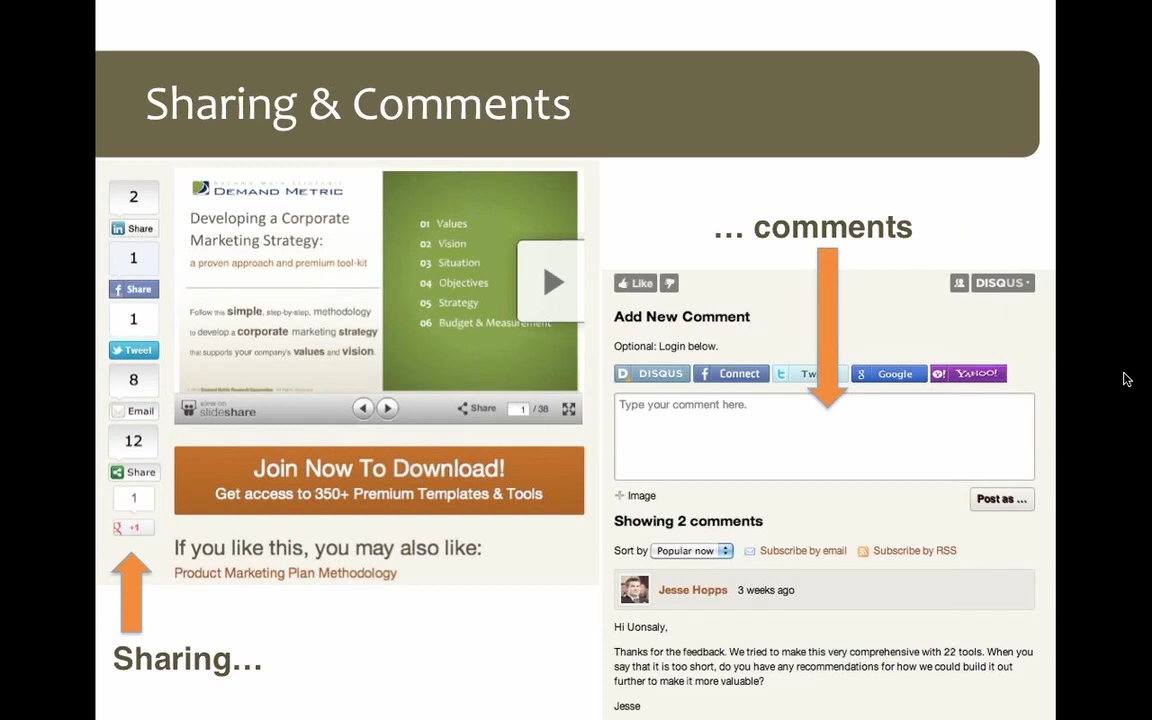 Sharing & Comments
2
in Share
1
f Share
1
Tweet
8
Email
12
Share
1
g +1
Sharing…
DEMAND METRIC
Developing a Corporate
Marketing Strategy:
a proven approach and premium tool-kit
Follow this simple, step-by-step, methodology
to develop a corporate marketing strategy
that supports your company's values and vision.
01 Values
02 Vision
03 Situation
04 Objectives
05 Strategy
06 Budget & Measurement
view on
slideshare
Share
1 / 38
Join Now To Download!
Get access to 350+ Premium Templates & Tools
If you like this, you may also like:
Product Marketing Plan Methodology
… comments
Like
DISQUS
Add New Comment
Optional: Login below.
D DISQUS f Connect t Tw g Google Y! YAHOO!
Type your comment here.
Image
Post as …
Showing 2 comments
Sort by Popular now Subscribe by email Subscribe by RSS
Jesse Hopps 3 weeks ago
Hi Uonsaly,
Thanks for the feedback. We tried to make this very comprehensive with 22 tools. When you
say that it is too short, do you have any recommendations for how we could build it out
further to make it more valuable?
Jesse